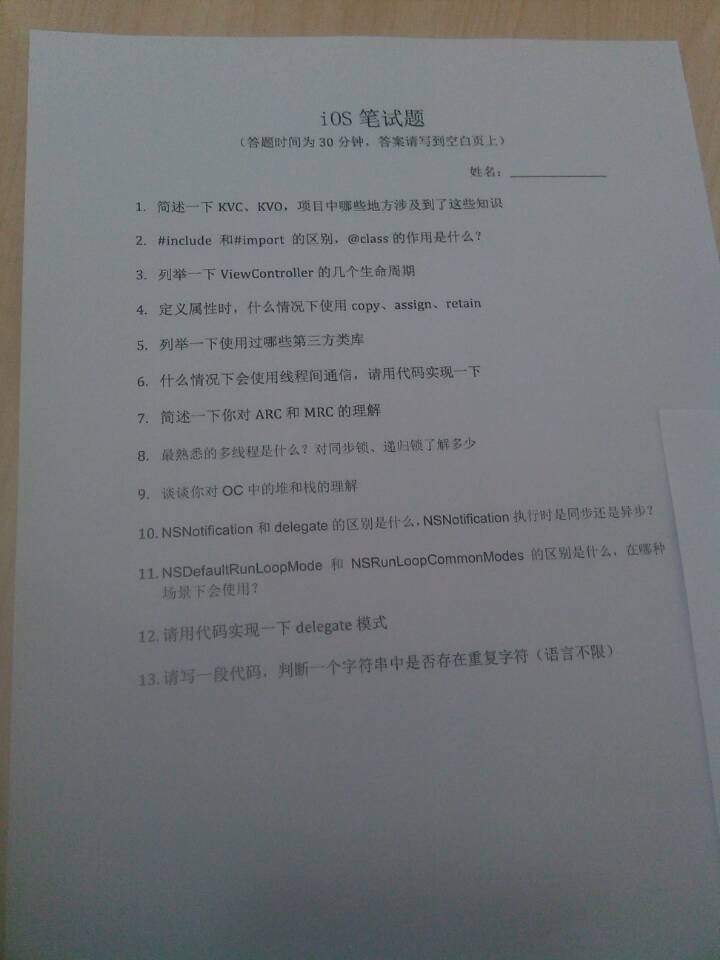 iOS 笔试题
（答题时间为 30 分钟，答案请写到空白页上）
姓名：
1. 简述一下 KVC、KVO，项目中哪些地方涉及到了这些知识
2. #include 和#import 的区别，@class 的作用是什么？
3. 列举一下 ViewController 的几个生命周期
4. 定义属性时，什么情况下使用 copy、assign、retain
5. 列举一下使用过哪些第三方类库
6. 什么情况下会使用线程间通信，请用代码实现一下
7. 简述一下你对 ARC 和 MRC 的理解
8. 最熟悉的多线程是什么？对同步锁、递归锁了解多少
9. 谈谈你对 OC 中的堆和栈的理解
10. NSNotification 和 delegate 的区别是什么，NSNotification 执行时是同步还是异步？
11. NSDefaultRunLoopMode 和 NSRunLoopCommonModes 的区别是什么，在哪种
场景下会使用？
12. 请用代码实现一下 delegate 模式
13. 请写一段代码，判断一个字符串中是否存在重复字符（语言不限）